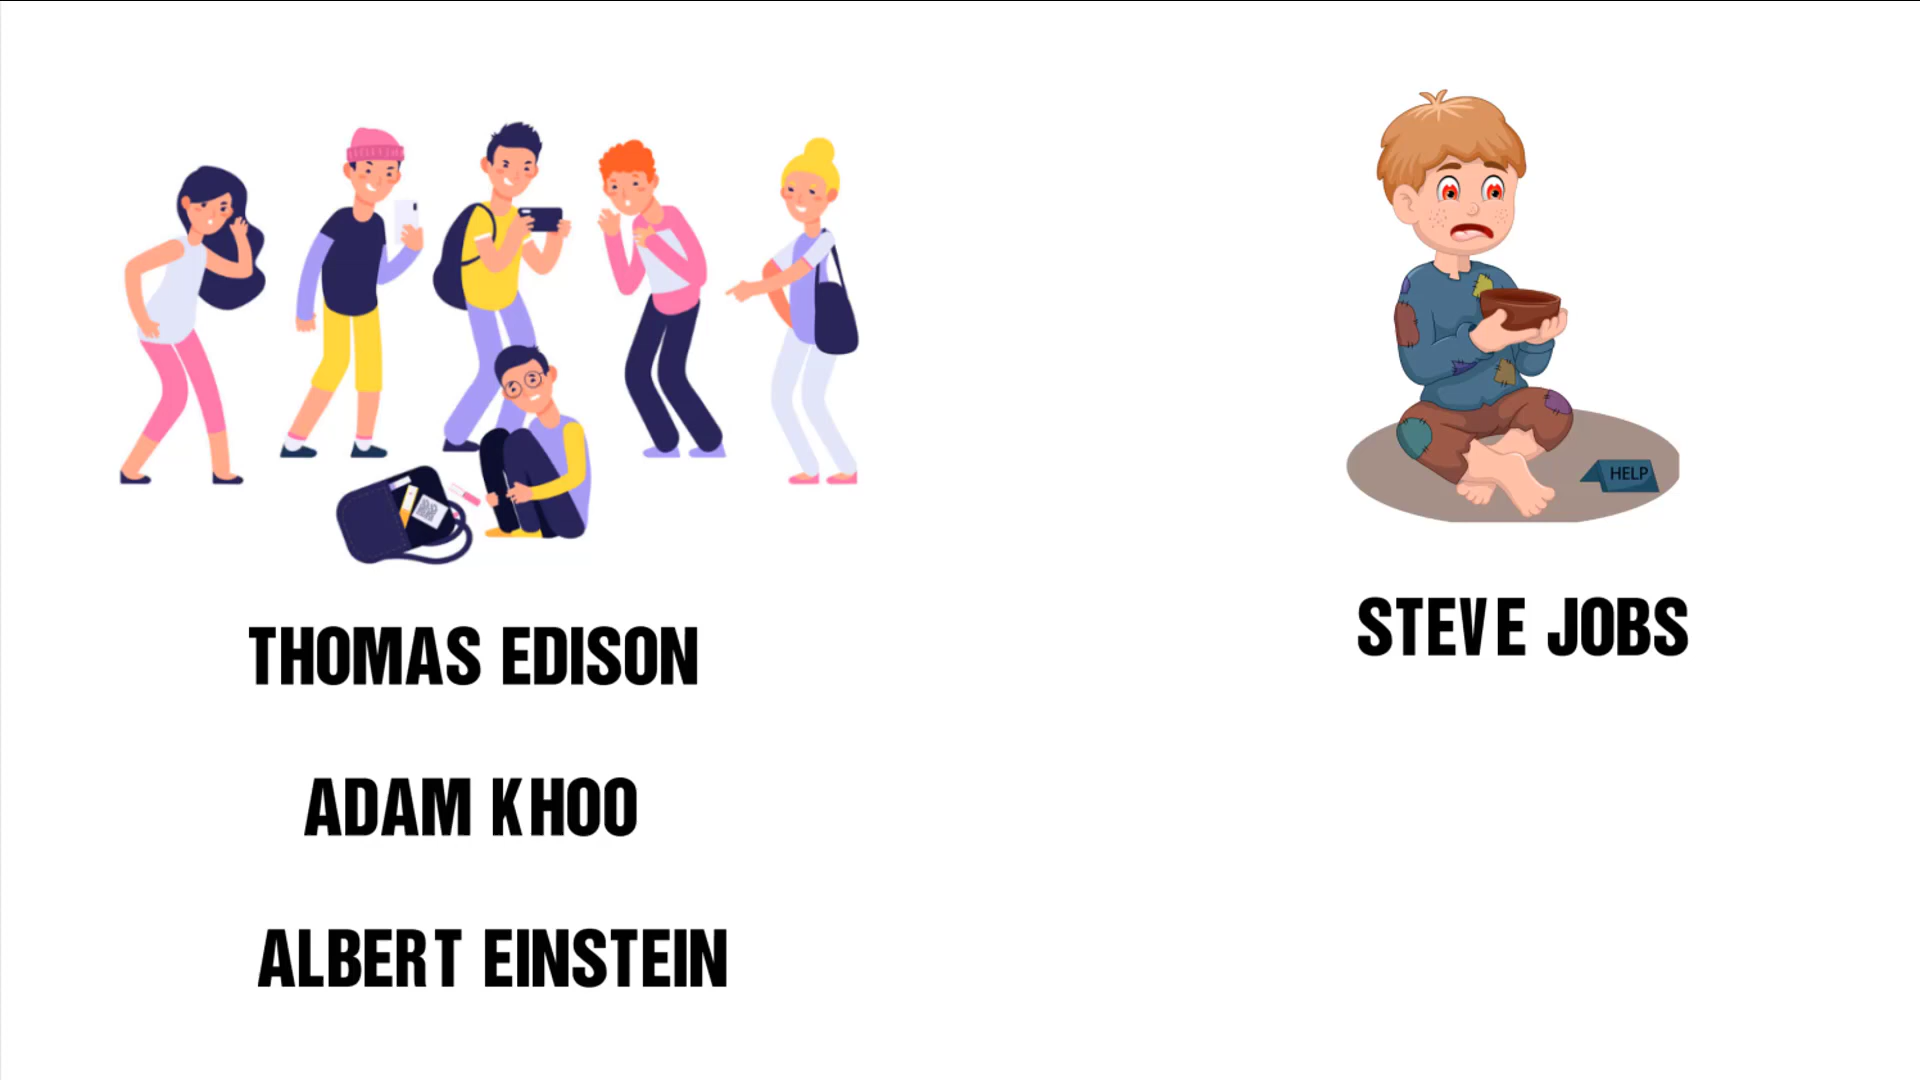 HELP
THOMAS EDISON
STEVE JOBS
ADAM KHOO
ALBERT EINSTEIN